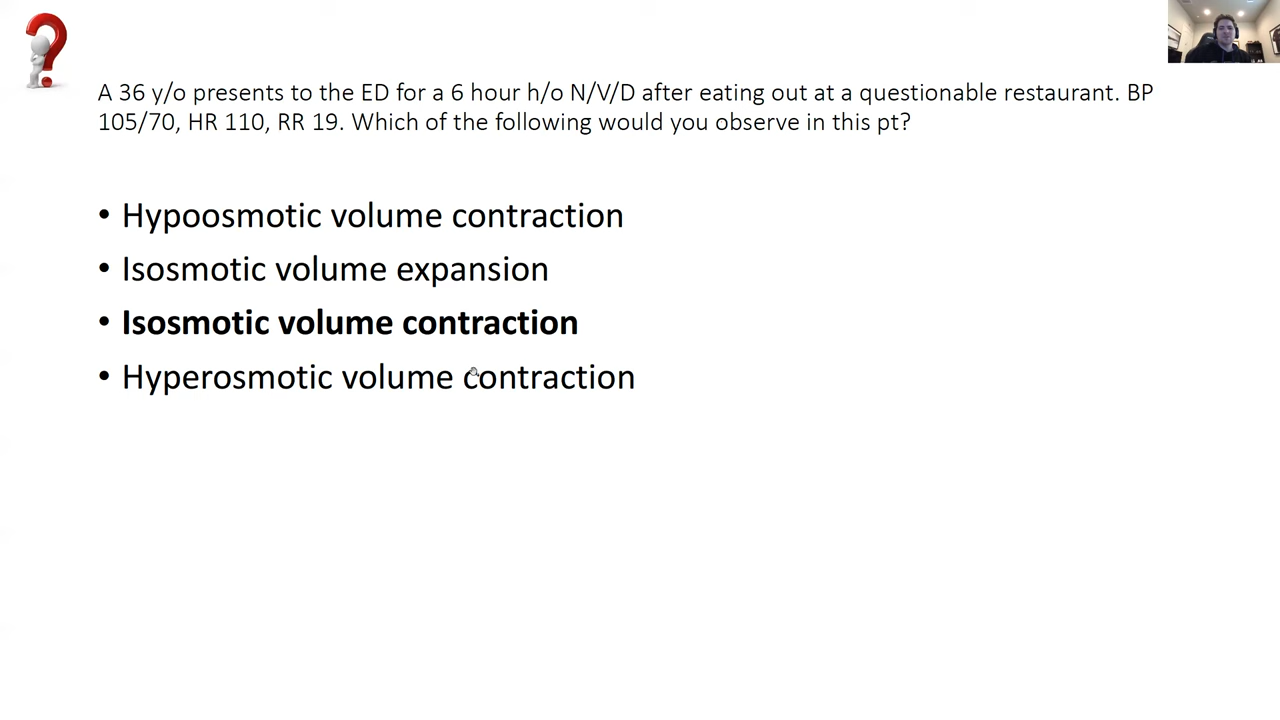 A 36 y/o presents to the ED for a 6 hour h/o N/V/D after eating out at a questionable restaurant. BP
105/70, HR 110, RR 19. Which of the following would you observe in this pt?
• Hypoosmotic volume contraction
• Isosmotic volume expansion
• Isosmotic volume contraction
• Hyperosmotic volume contraction